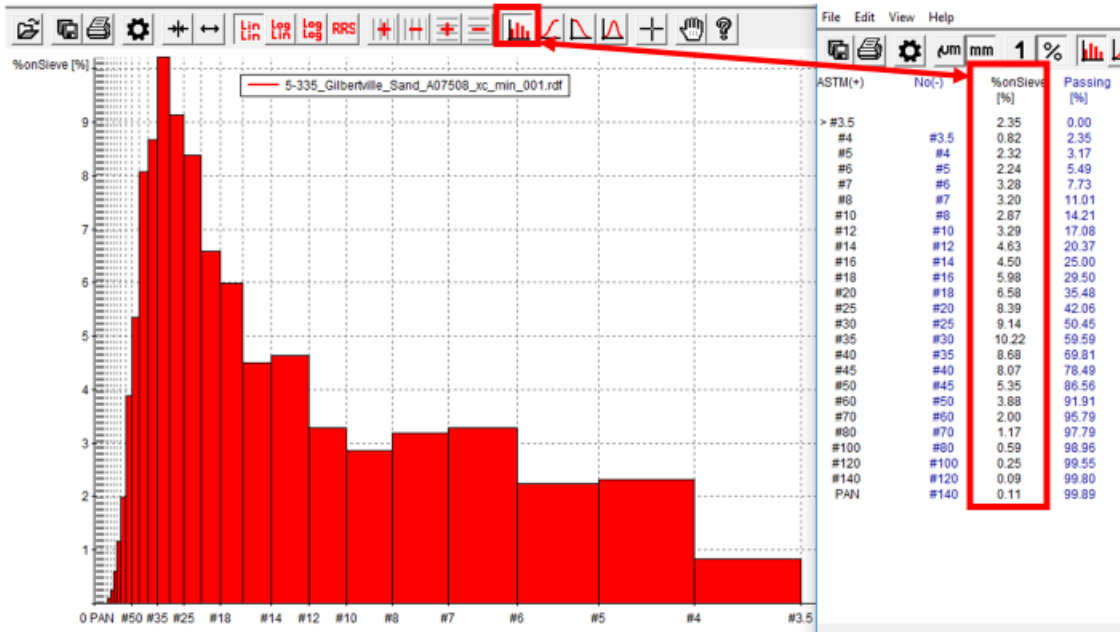 File Edit View Help
Lin Lin Log Lin Log Log RRS
µm mm 1 %
%onSieve [%]
5-335_Gilbertville_Sand_A07508_xc_min_001.rdf
9
8
7
6
5
4
3
2
1
0 PAN #50 #35 #25 #18 #14 #12 #10 #8 #7 #6 #5 #4 #3.5
ASTM(+) No(-) %onSieve Passing
[%] [%]
> #3.5 2.35 0.00
#4 #3.5 0.82 2.35
#5 #4 2.32 3.17
#6 #5 2.24 5.49
#7 #6 3.28 7.73
#8 #7 3.20 11.01
#10 #8 2.87 14.21
#12 #10 3.29 17.08
#14 #12 4.63 20.37
#16 #14 4.50 25.00
#18 #16 5.98 29.50
#20 #18 6.58 35.48
#25 #20 8.39 42.06
#30 #25 9.14 50.45
#35 #30 10.22 59.59
#40 #35 8.68 69.81
#45 #40 8.07 78.49
#50 #45 5.35 86.56
#60 #50 3.88 91.91
#70 #60 2.00 95.79
#80 #70 1.17 97.79
#100 #80 0.59 98.96
#120 #100 0.25 99.55
#140 #120 0.09 99.80
PAN #140 0.11 99.89